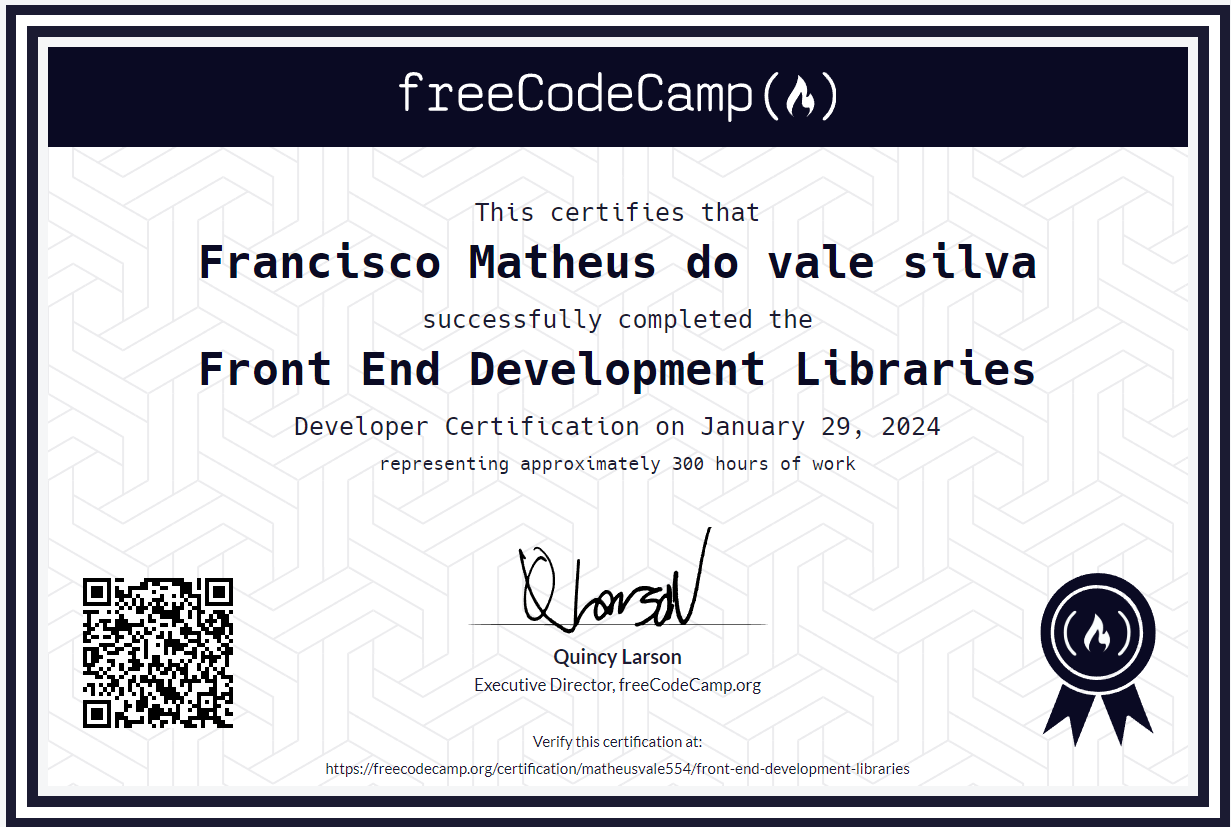 freeCodeCamp(🔥)
This certifies that
Francisco Matheus do vale silva
successfully completed the
Front End Development Libraries
Developer Certification on January 29, 2024
representing approximately 300 hours of work
Q Larson
Quincy Larson
Executive Director, freeCodeCamp.org
Verify this certification at:
https://freecodecamp.org/certification/matheusvale554/front-end-development-libraries